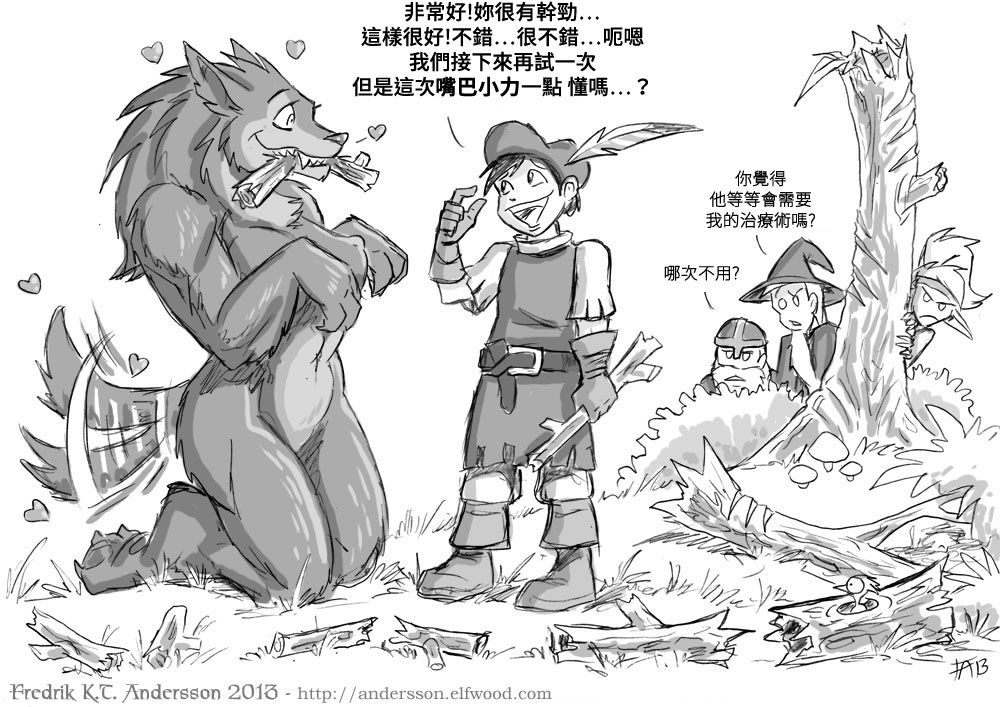 非常好!妳很有幹勁...
這樣很好!不錯...很不錯...呃嗯
我們接下來再試一次
但是這次嘴巴小力一點 懂嗎...？
你覺得
他等等會需要
我的治療術嗎?
哪次不用?
FAB
Fredrik K.T. Andersson 2013 - http://andersson.elfwood.com